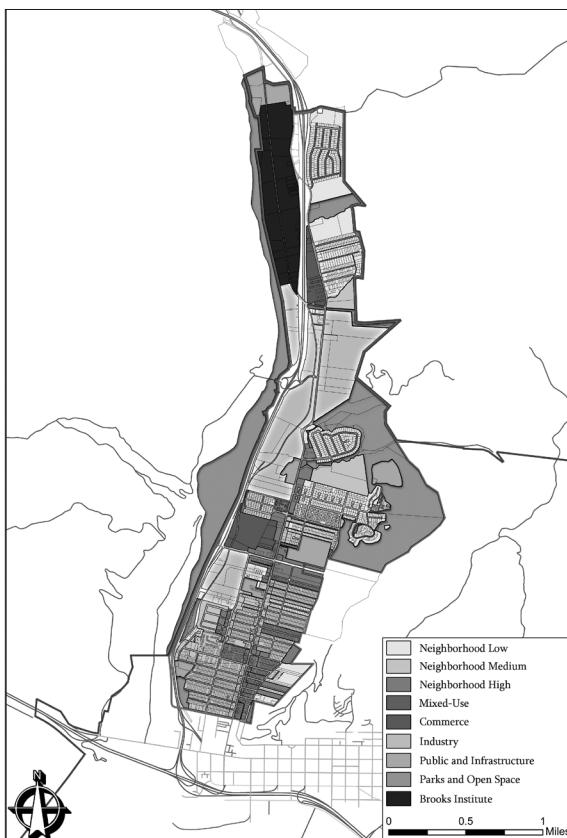 Neighborhood Low
Neighborhood Medium
Neighborhood High
Mixed-Use
Commerce
Industry
Public and Infrastructure
Parks and Open Space
Brooks Institute
N
0 0.5 1
Miles